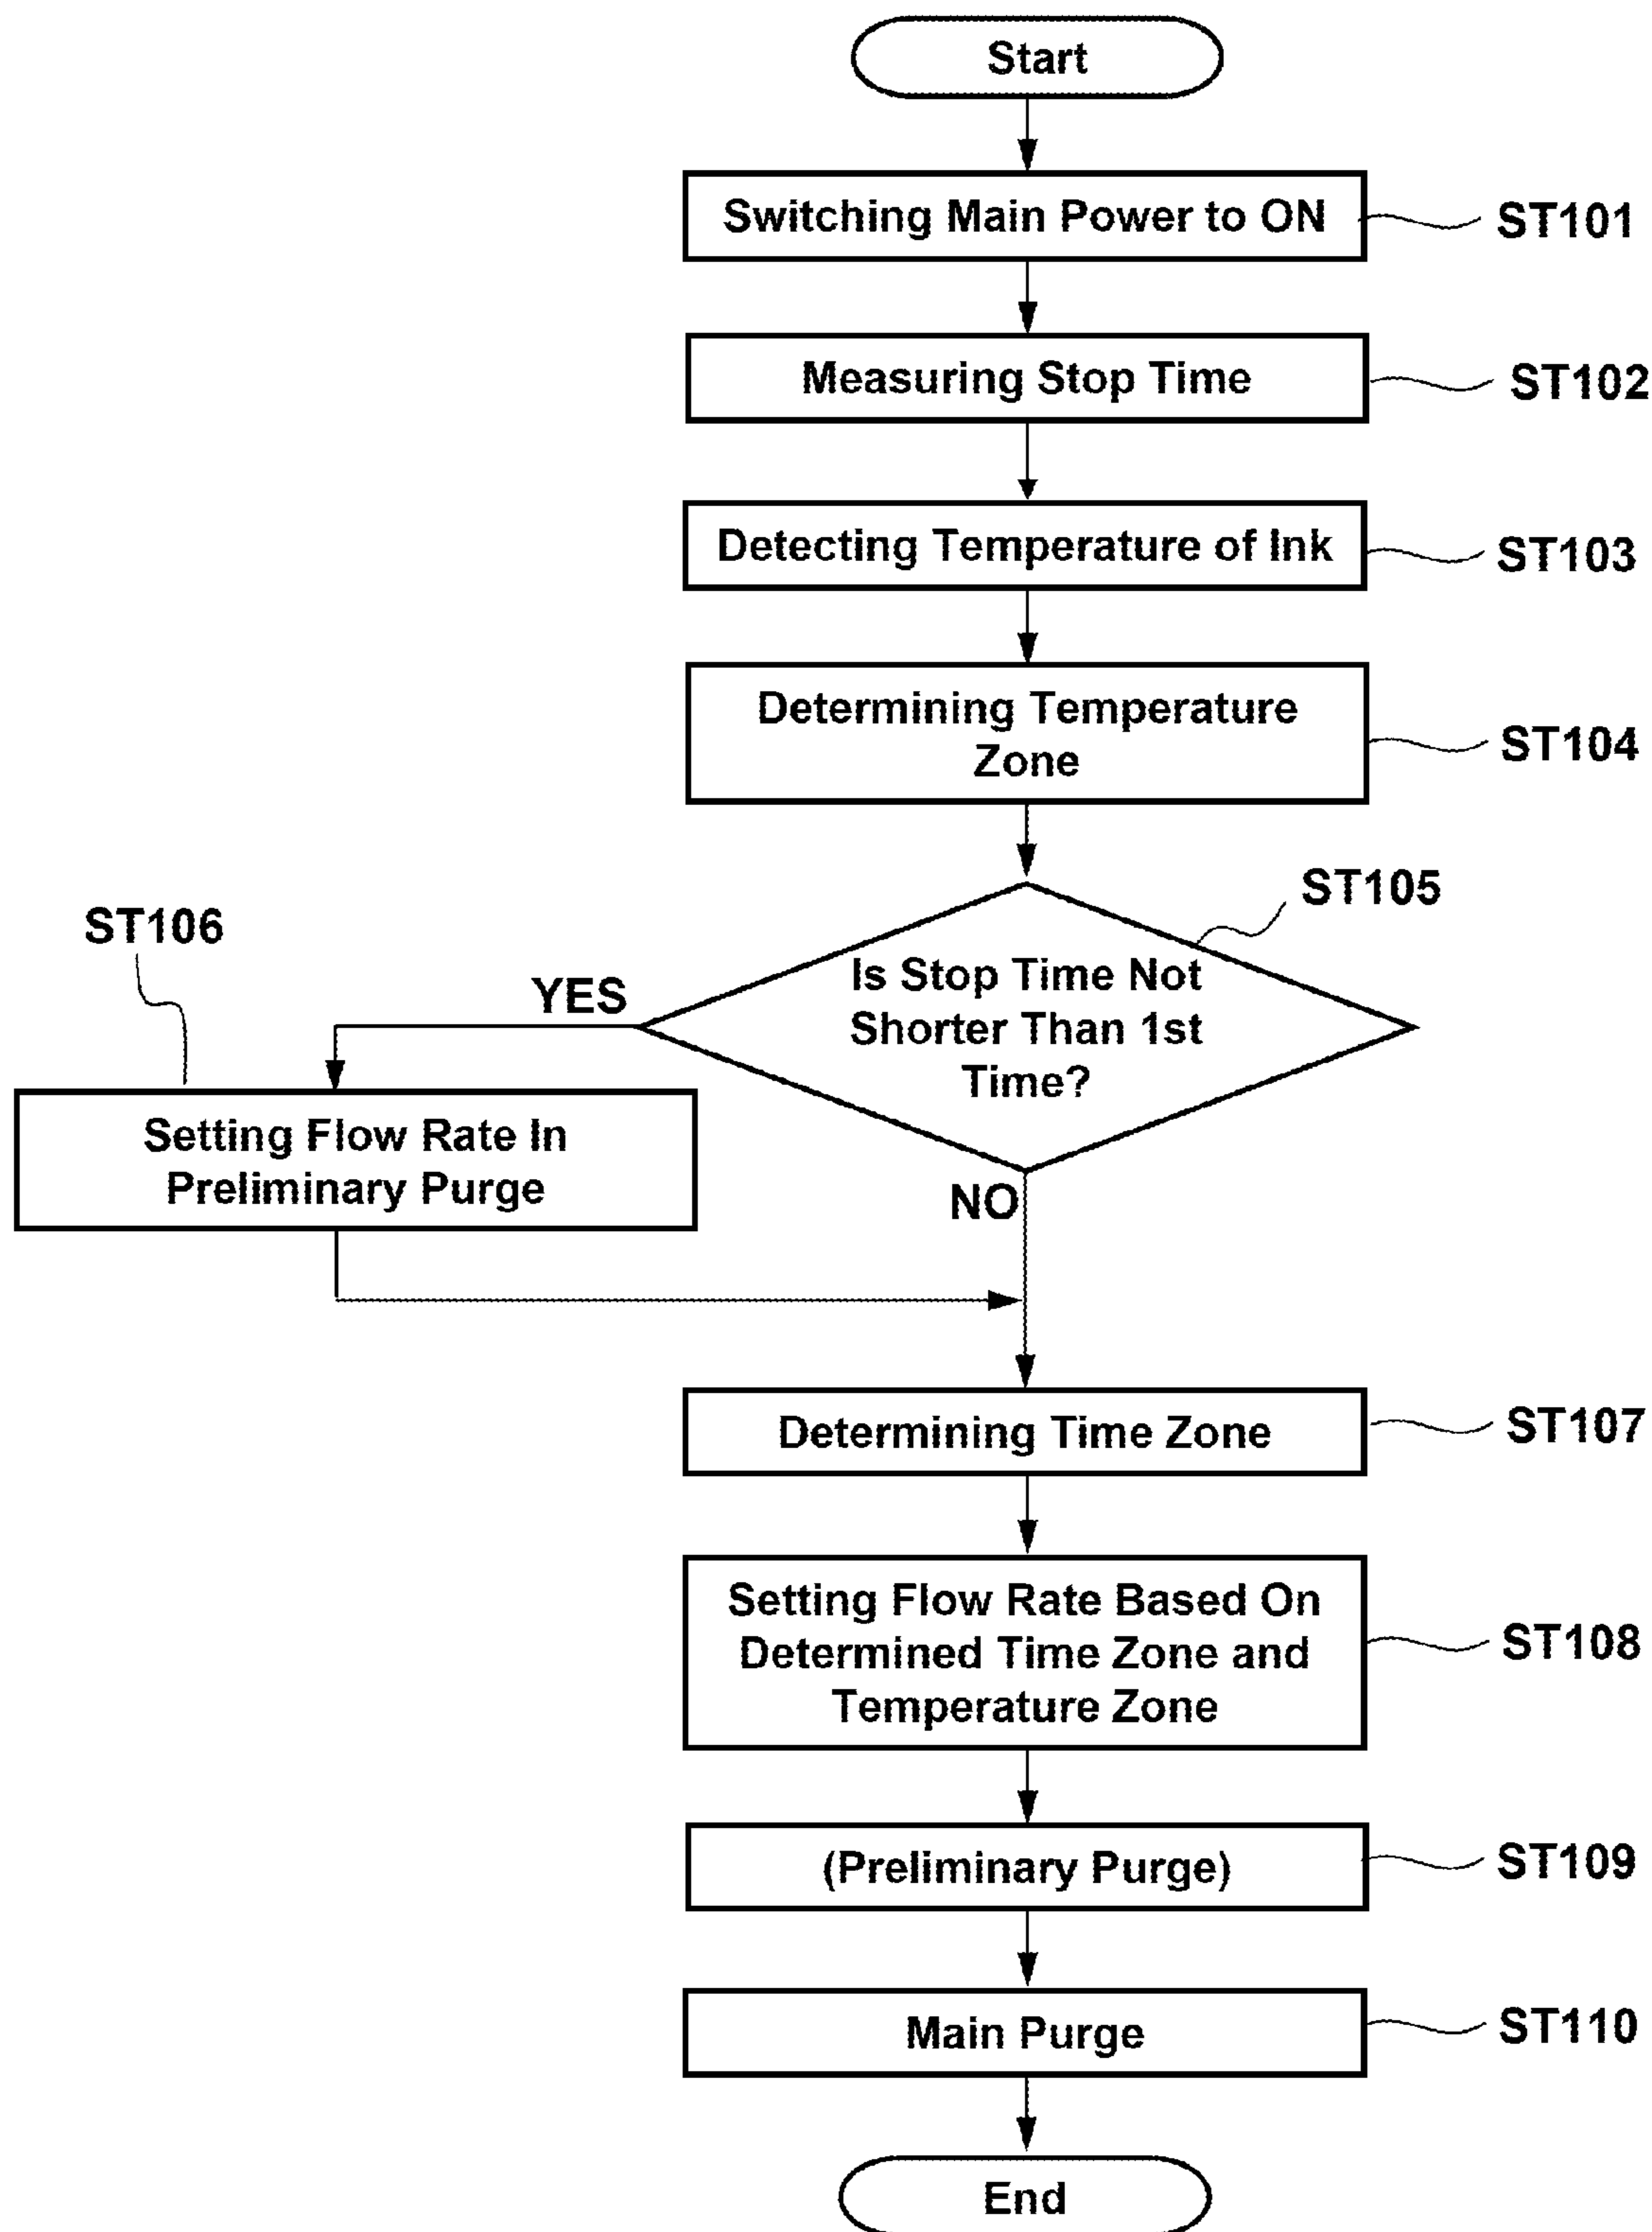 Start
Switching Main Power to ON
ST101
Measuring Stop Time
ST102
Detecting Temperature of Ink
ST103
Determining Temperature
Zone
ST104
ST105
Is Stop Time Not
Shorter Than 1st
Time?
YES
ST106
Setting Flow Rate In
Preliminary Purge
NO
Determining Time Zone
ST107
Setting Flow Rate Based On
Determined Time Zone and
Temperature Zone
ST108
(Preliminary Purge)
ST109
Main Purge
ST110
End